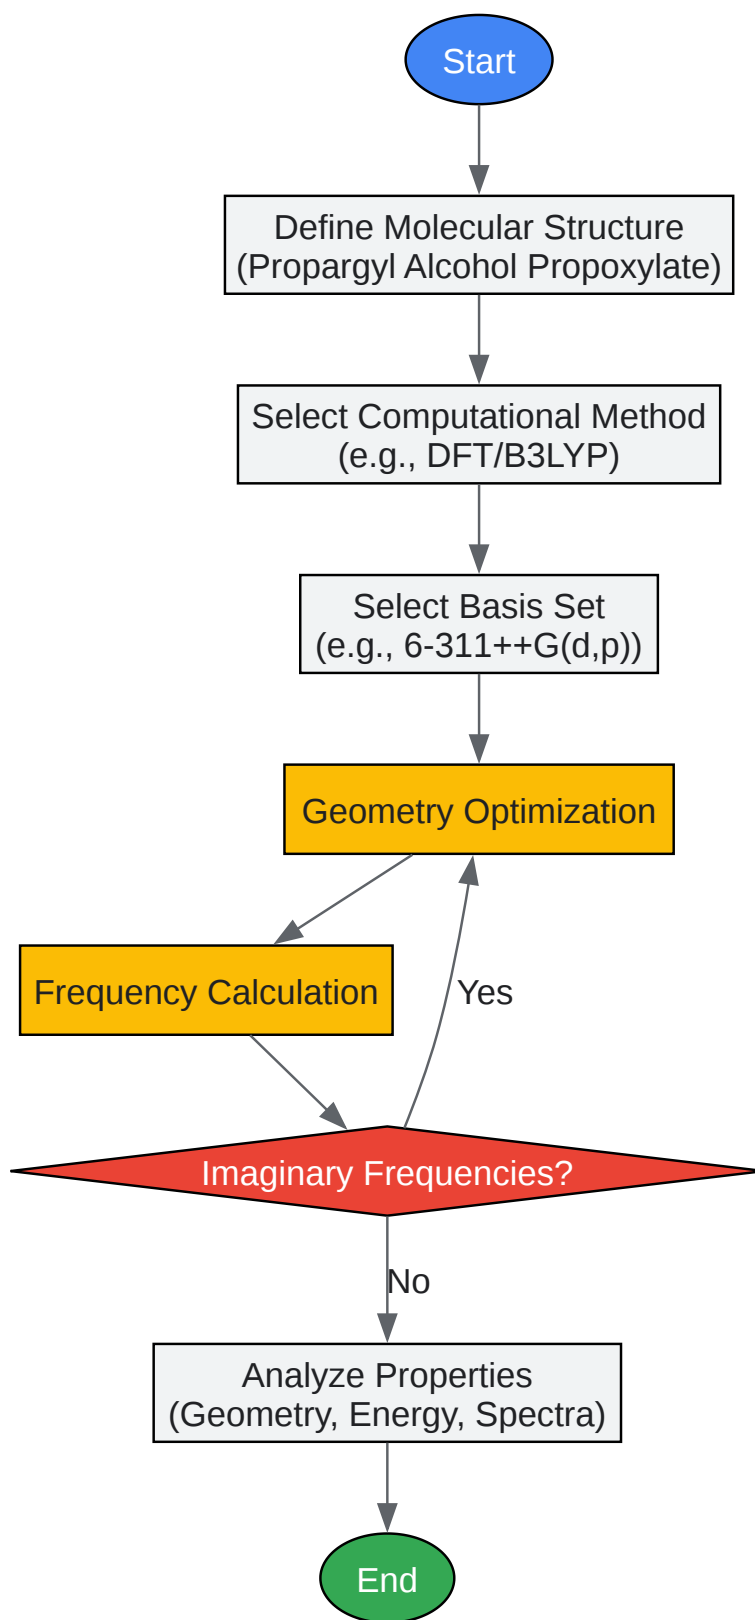 Start
Define Molecular Structure
(Propargyl Alcohol Propoxylate)
Select Computational Method
(e.g., DFT/B3LYP)
Select Basis Set
(e.g., 6-311++G(d,p))
Geometry Optimization
Frequency Calculation
Yes
Imaginary Frequencies?
No
Analyze Properties
(Geometry, Energy, Spectra)
End